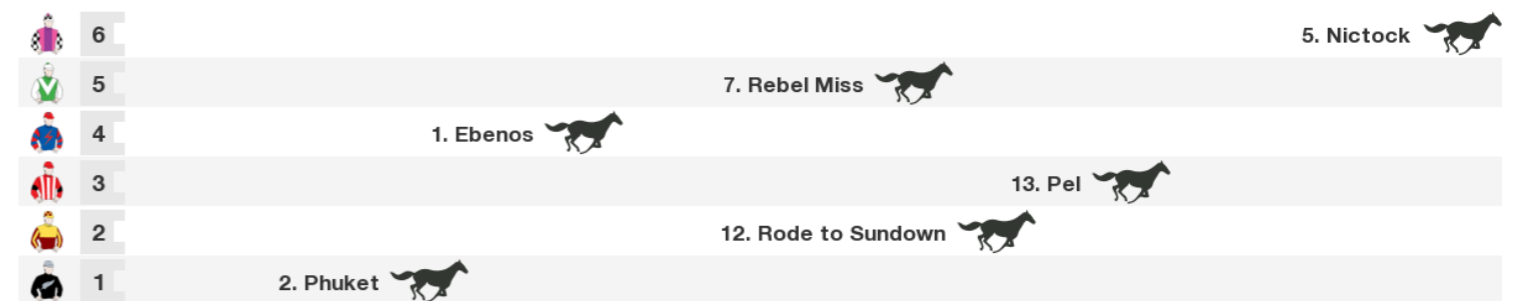 6 5. Nictock
5 7. Rebel Miss
4 1. Ebenos
3 13. Pel
2 12. Rode to Sundown
1 2. Phuket